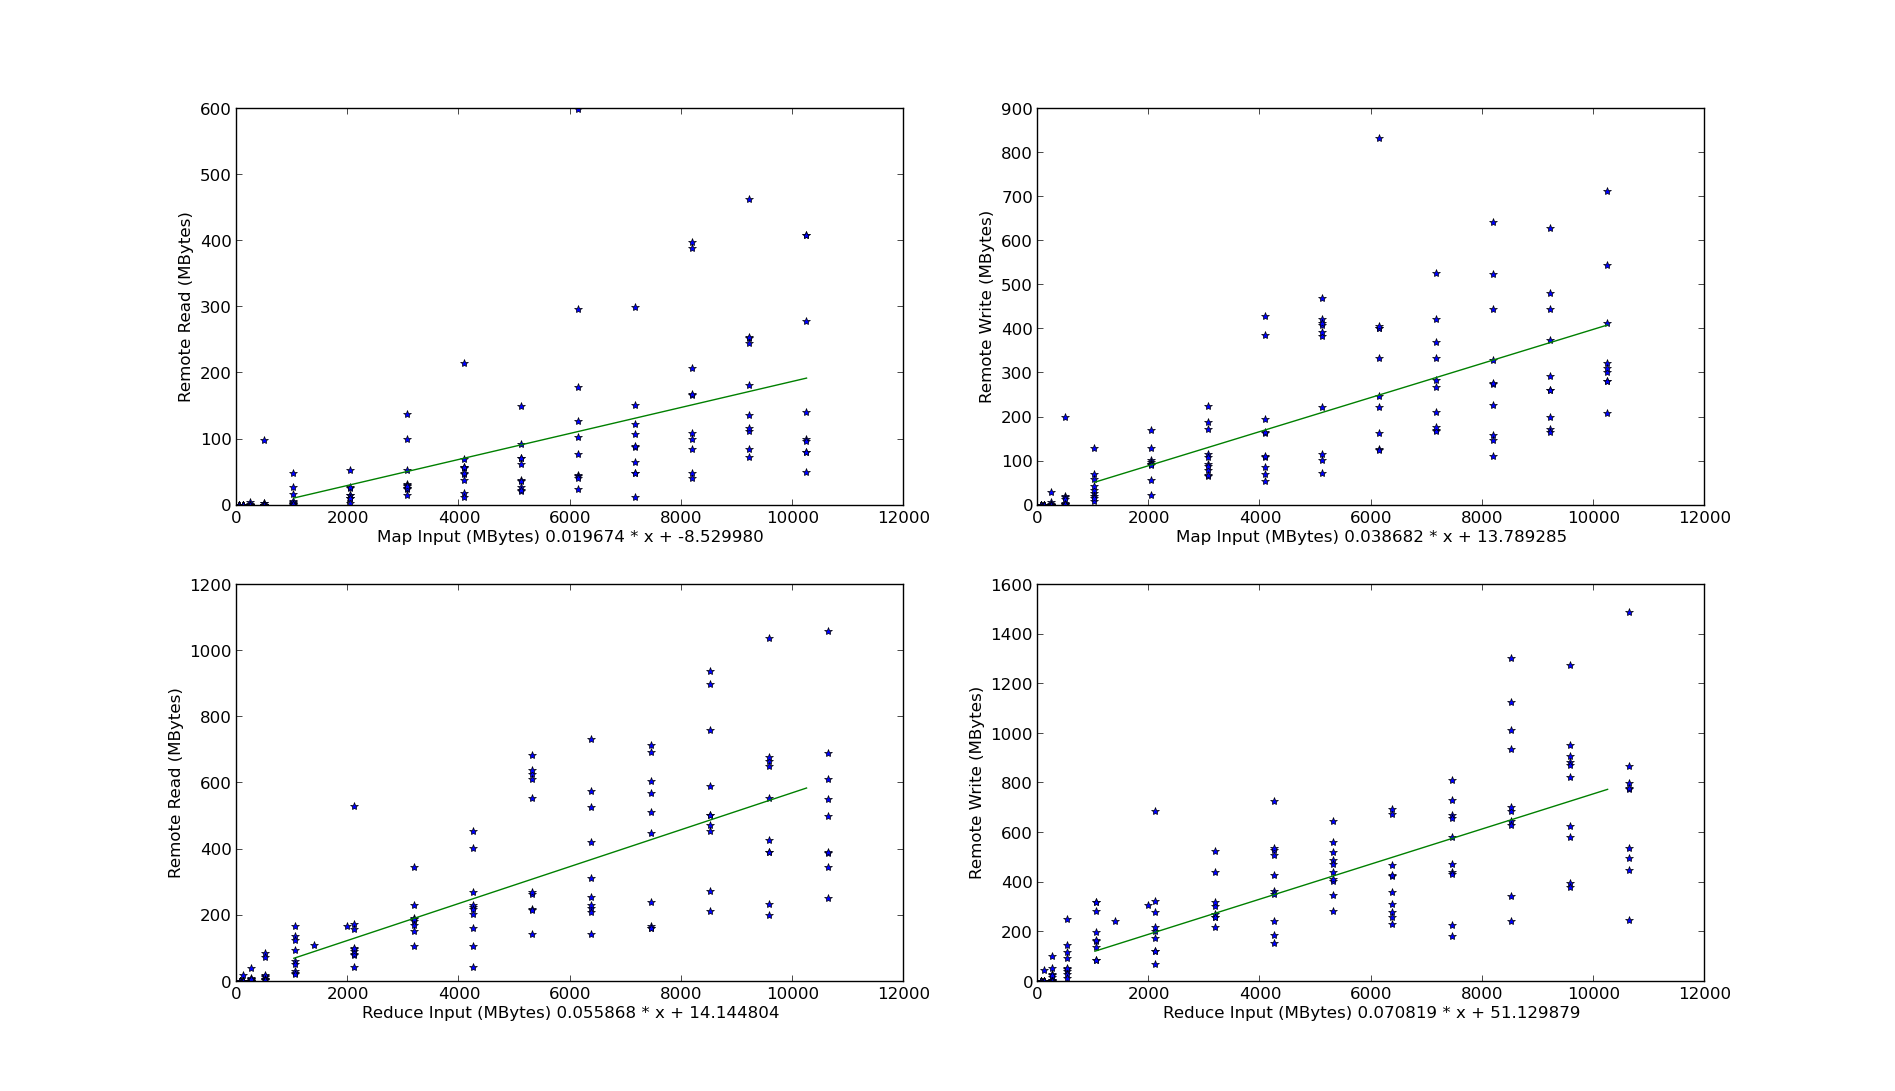 600
500
400
300
200
100
0
Remote Read (MBytes)
0 2000 4000 6000 8000 10000 12000
Map Input (MBytes) 0.019674 * x + -8.529980
900
800
700
600
500
400
300
200
100
0
Remote Write (MBytes)
0 2000 4000 6000 8000 10000 12000
Map Input (MBytes) 0.038682 * x + 13.789285
1200
1000
800
600
400
200
0
Remote Read (MBytes)
0 2000 4000 6000 8000 10000 12000
Reduce Input (MBytes) 0.055868 * x + 14.144804
1600
1400
1200
1000
800
600
400
200
0
Remote Write (MBytes)
0 2000 4000 6000 8000 10000 12000
Reduce Input (MBytes) 0.070819 * x + 51.129879